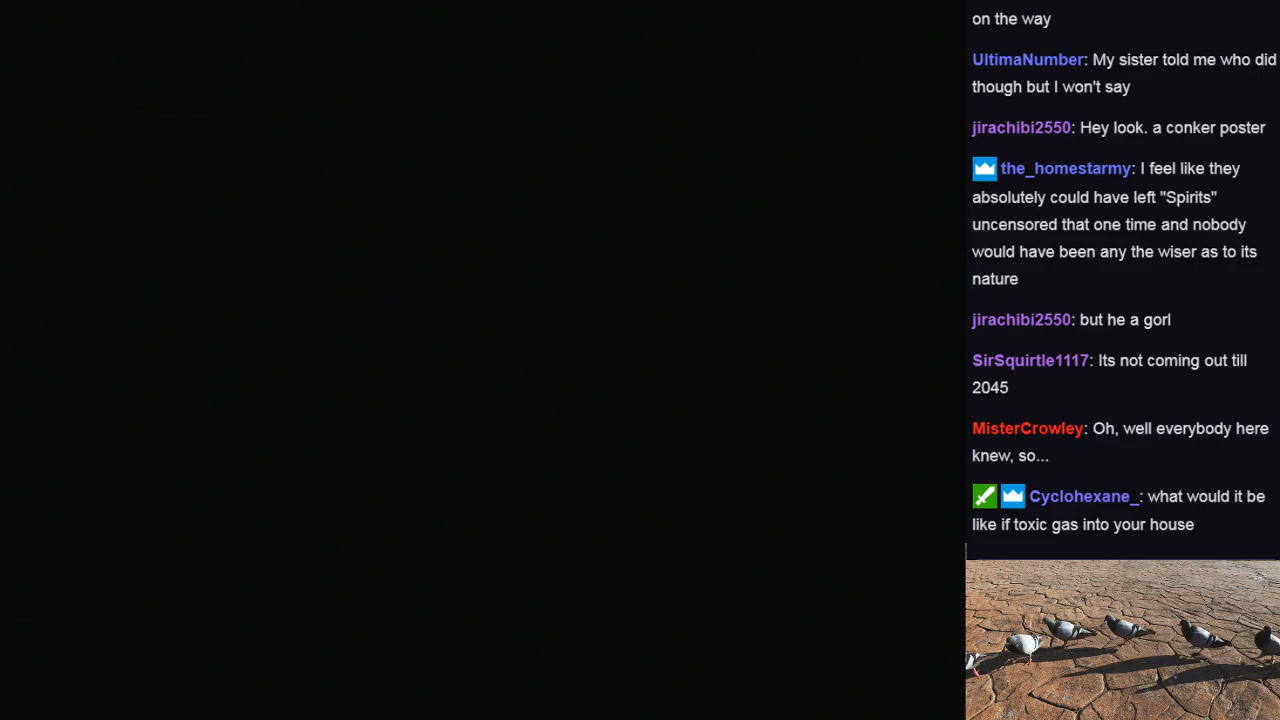 on the way
UltimaNumber: My sister told me who did
though but I won't say
jirachibi2550: Hey look. a conker poster
the_homestarmy: I feel like they
absolutely could have left "Spirits"
uncensored that one time and nobody
would have been any the wiser as to its
nature
jirachibi2550: but he a gorl
SirSquirtle1117: Its not coming out till
2045
MisterCrowley: Oh, well everybody here
knew, so...
Cyclohexane_: what would it be
like if toxic gas into your house